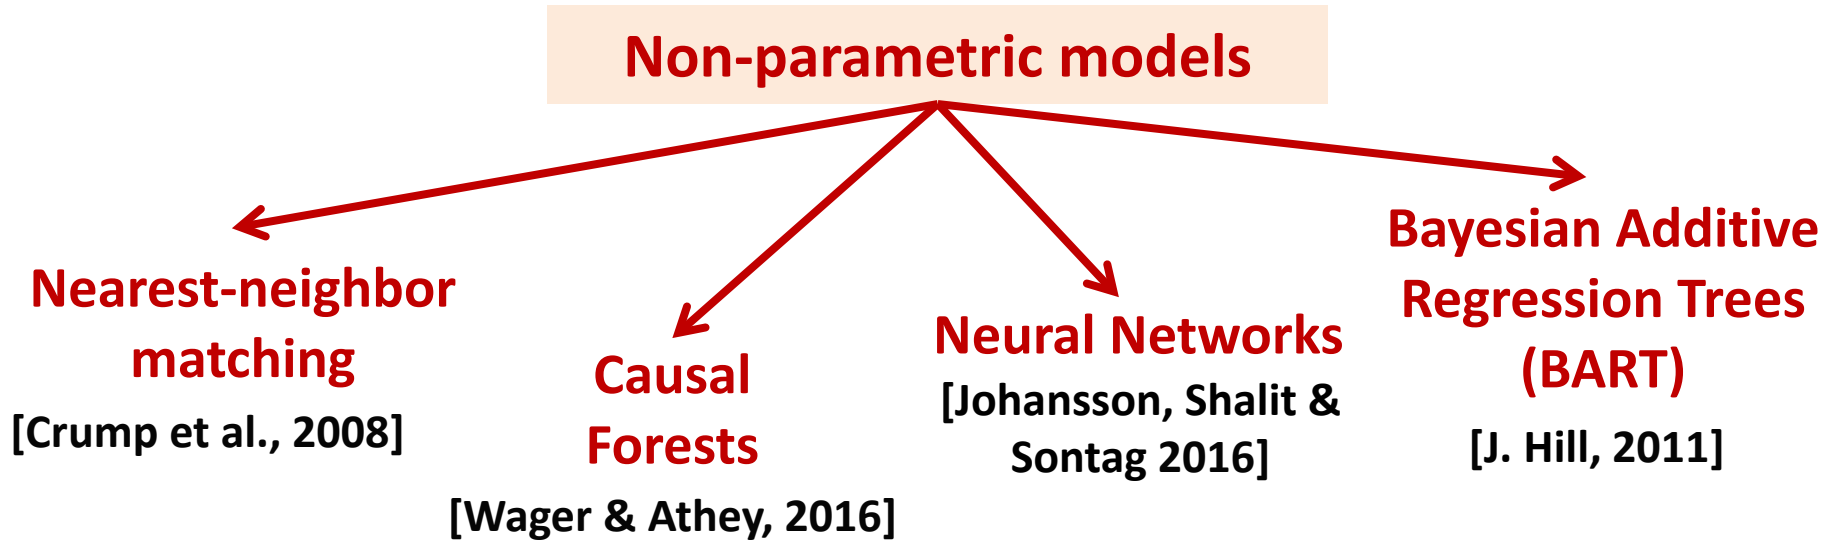 Non-parametric models
Nearest-neighbor
matching
[Crump et al., 2008]
Causal
Forests
[Wager & Athey, 2016]
Neural Networks
[Johansson, Shalit &
Sontag 2016]
Bayesian Additive
Regression Trees
(BART)
[J. Hill, 2011]